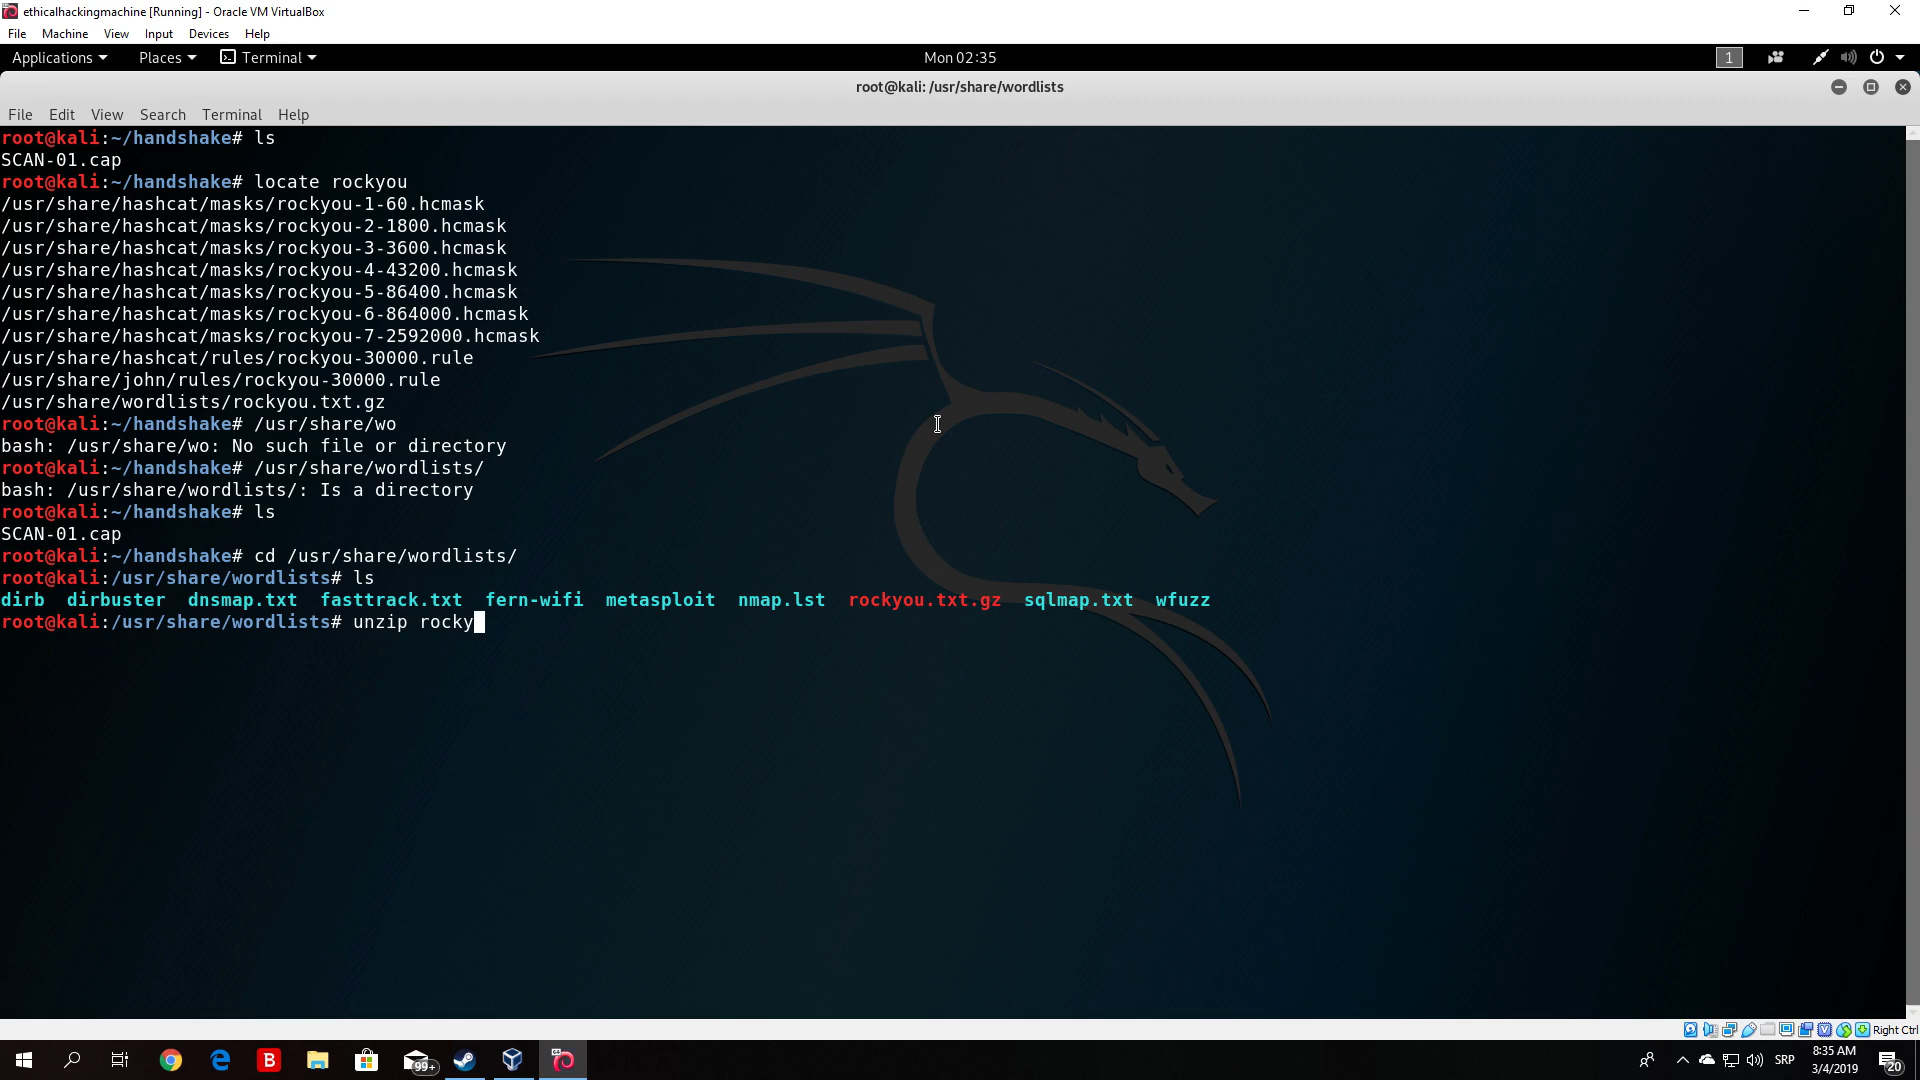 ethicalhackingmachine [Running] - Oracle VM VirtualBox
File Machine View Input Devices Help
Applications Places Terminal Mon 02:35 1
root@kali: /usr/share/wordlists
File Edit View Search Terminal Help
root@kali:~/handshake# ls
SCAN-01.cap
root@kali:~/handshake# locate rockyou
/usr/share/hashcat/masks/rockyou-1-60.hcmask
/usr/share/hashcat/masks/rockyou-2-1800.hcmask
/usr/share/hashcat/masks/rockyou-3-3600.hcmask
/usr/share/hashcat/masks/rockyou-4-43200.hcmask
/usr/share/hashcat/masks/rockyou-5-86400.hcmask
/usr/share/hashcat/masks/rockyou-6-864000.hcmask
/usr/share/hashcat/masks/rockyou-7-2592000.hcmask
/usr/share/hashcat/rules/rockyou-30000.rule
/usr/share/john/rules/rockyou-30000.rule
/usr/share/wordlists/rockyou.txt.gz
root@kali:~/handshake# /usr/share/wo
bash: /usr/share/wo: No such file or directory
root@kali:~/handshake# /usr/share/wordlists/
bash: /usr/share/wordlists/: Is a directory
root@kali:~/handshake# ls
SCAN-01.cap
root@kali:~/handshake# cd /usr/share/wordlists/
root@kali:/usr/share/wordlists# ls
dirb dirbuster dnsmap.txt fasttrack.txt fern-wifi metasploit nmap.lst rockyou.txt.gz sqlmap.txt wfuzz
root@kali:/usr/share/wordlists# unzip rocky
Right Ctrl
99+ SRP 8:35 AM 20
3/4/2019